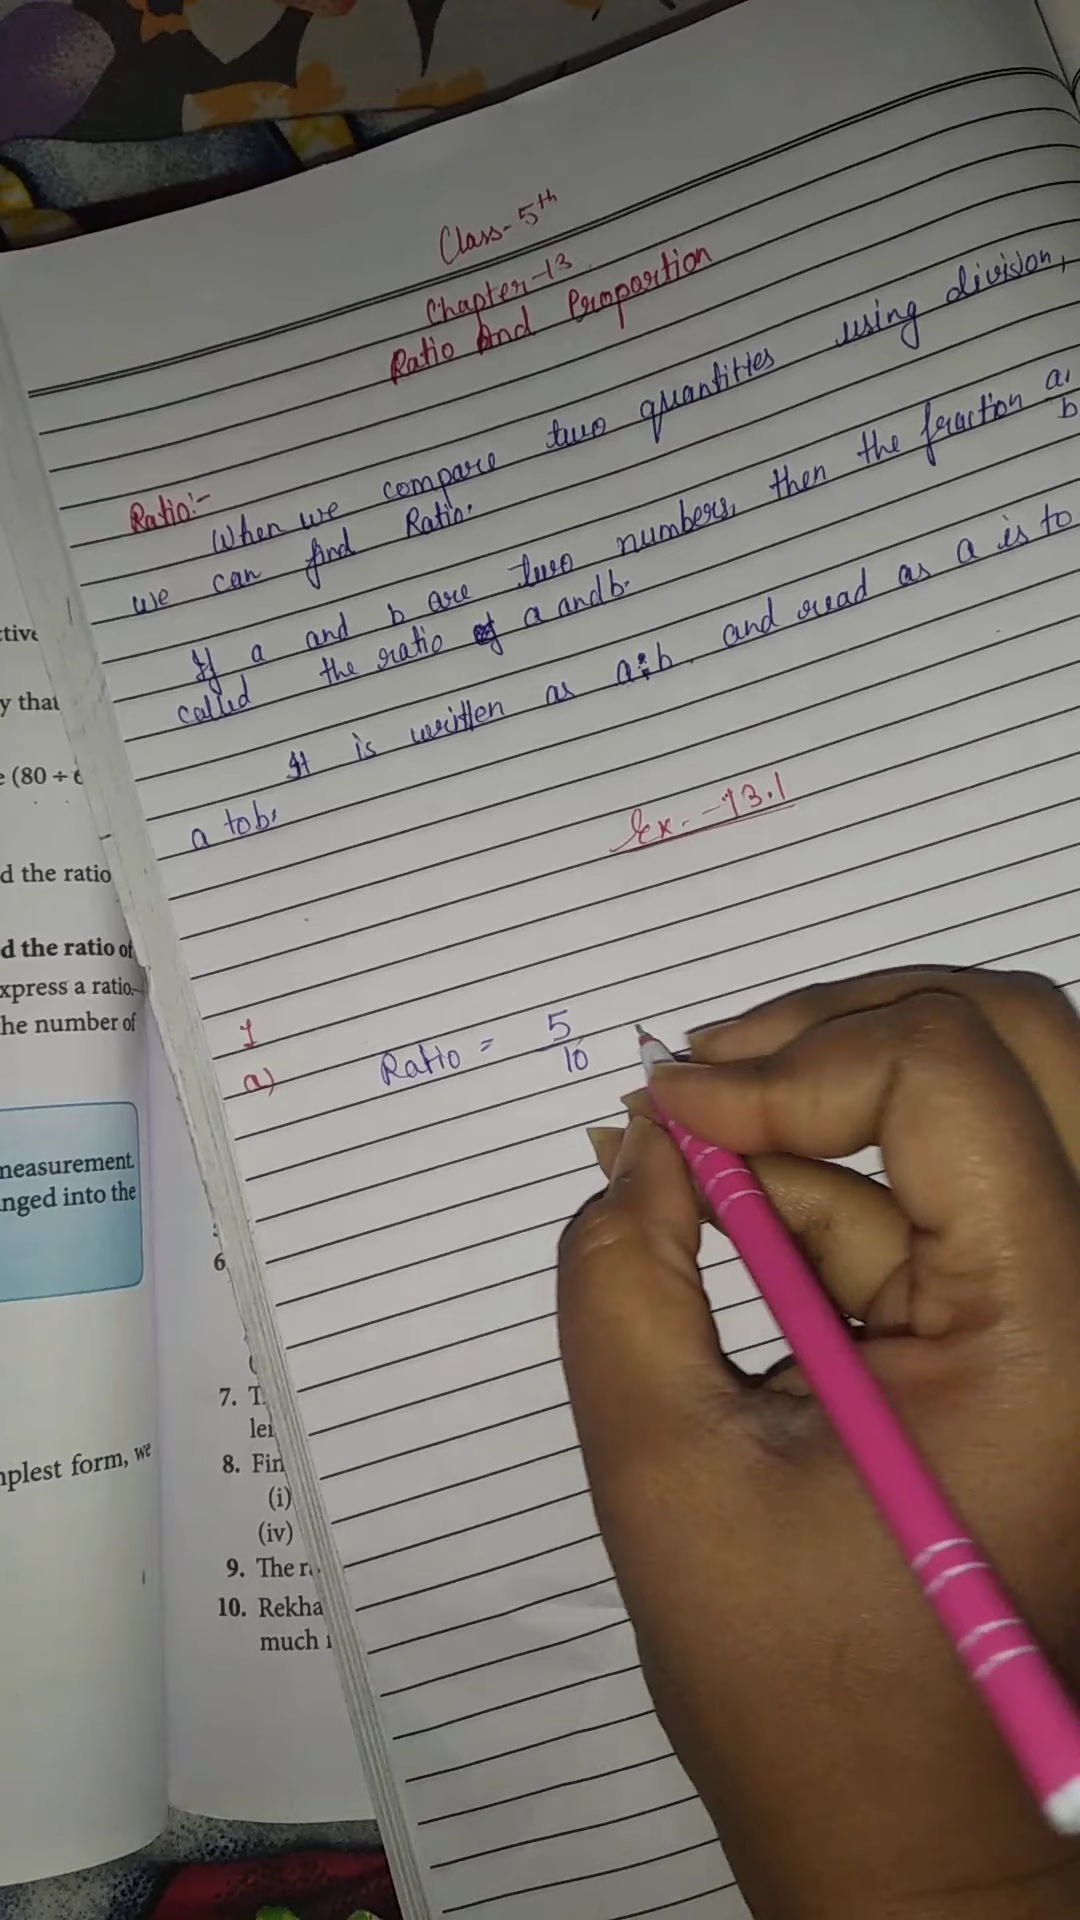 Class-5th
Chapter-13
Ratio And Proportion
Ratio:-
When we compare two quantities using division,
we can find Ratio.
If a and b are two numbers, then the fraction a/b
called the ratio of a and b.
It is written as a:b and read as a is to
a to b.
Ex. -13.1
1
a) Ratio = 5/10
y that
(80 ÷ 6
d the ratio
d the ratio of
xpress a ratio
he number of
measurement.
nged into the
mplest form, we
6
7. T
8. Fin
(i)
(iv)
9. The r
10. Rekha
much